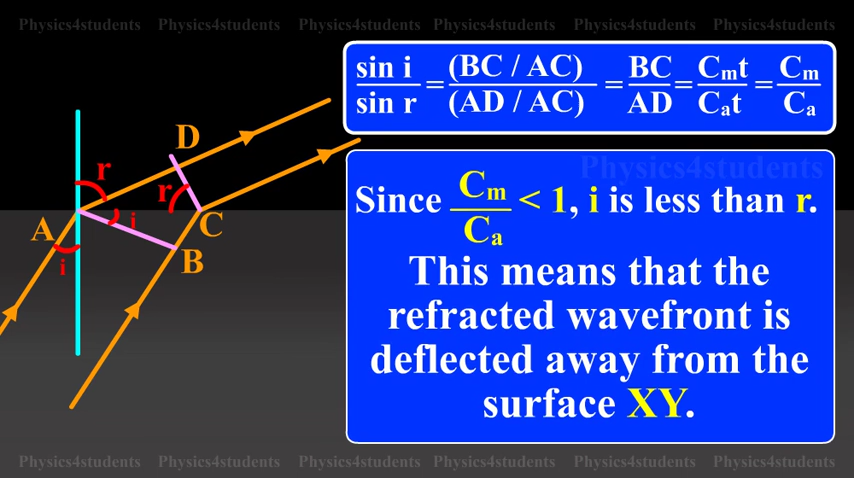 Physics4students Physics4students Physics4students Physics4students Physics4students Physics4students
sin i / sin r = (BC / AC) / (AD / AC) = BC / AD = Cₘt / Cₐt = Cₘ / Cₐ
D
r
r
A
i
C
i
B
Physics4students
Since Cₘ / Cₐ < 1, i is less than r.
This means that the
refracted wavefront is
deflected away from the
surface XY.
Physics4students Physics4students Physics4students Physics4students Physics4students Physics4students